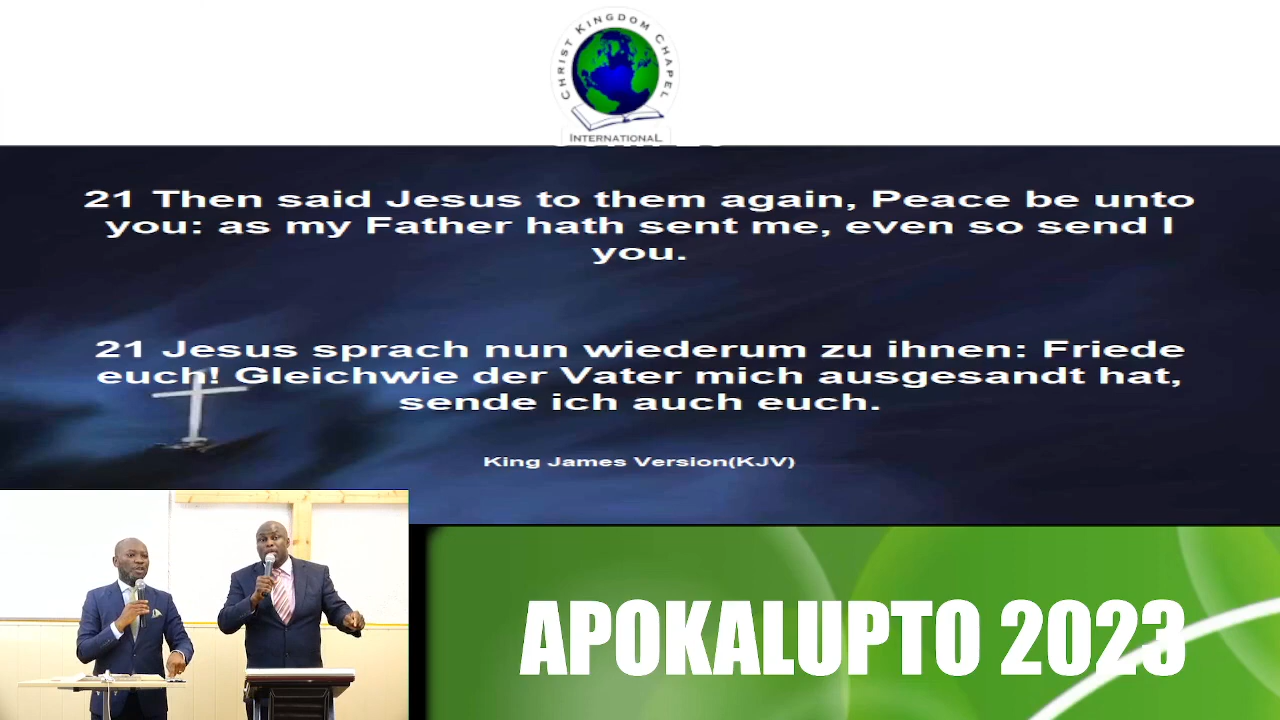 CHRIST KINGDOM CHAPEL
INTERNATIONAL
21 Then said Jesus to them again, Peace be unto
you: as my Father hath sent me, even so send I
you.
21 Jesus sprach nun wiederum zu ihnen: Friede
euch! Gleichwie der Vater mich ausgesandt hat,
sende ich auch euch.
King James Version(KJV)
APOKALUPTO 2023